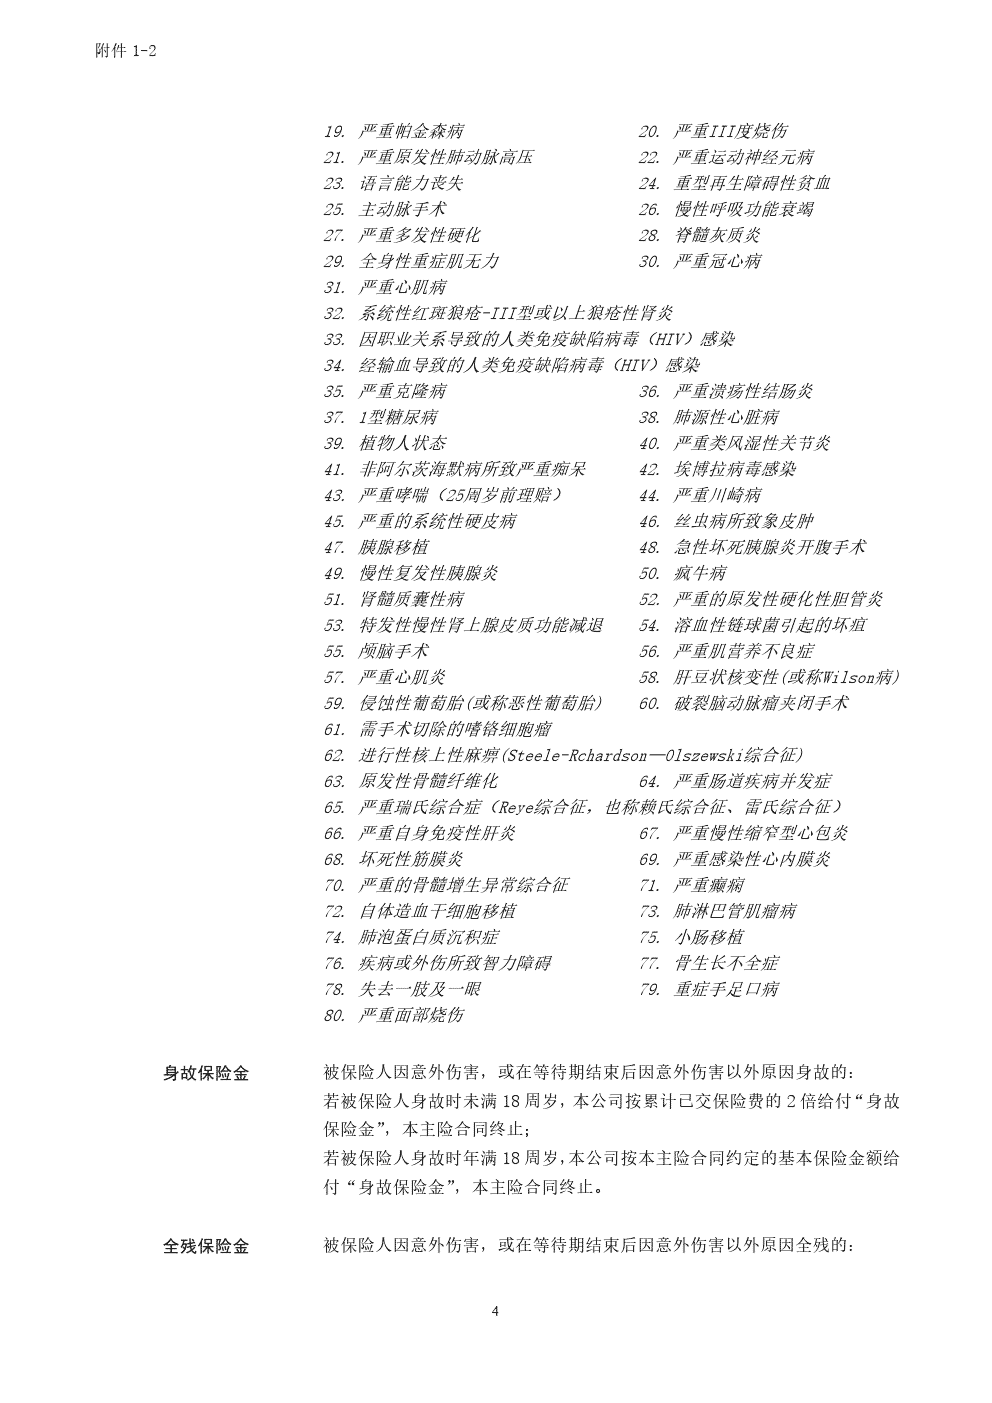 附件 1-2
19. 严重帕金森病 20. 严重III度烧伤
21. 严重原发性肺动脉高压 22. 严重运动神经元病
23. 语言能力丧失 24. 重型再生障碍性贫血
25. 主动脉手术 26. 慢性呼吸功能衰竭
27. 严重多发性硬化 28. 脊髓灰质炎
29. 全身性重症肌无力 30. 严重冠心病
31. 严重心肌病
32. 系统性红斑狼疮-III型或以上狼疮性肾炎
33. 因职业关系导致的人类免疫缺陷病毒（HIV）感染
34. 经输血导致的人类免疫缺陷病毒（HIV）感染
35. 严重克隆病 36. 严重溃疡性结肠炎
37. 1型糖尿病 38. 肺源性心脏病
39. 植物人状态 40. 严重类风湿性关节炎
41. 非阿尔茨海默病所致严重痴呆 42. 埃博拉病毒感染
43. 严重哮喘（25周岁前理赔） 44. 严重川崎病
45. 严重的系统性硬皮病 46. 丝虫病所致象皮肿
47. 胰腺移植 48. 急性坏死胰腺炎开腹手术
49. 慢性复发性胰腺炎 50. 疯牛病
51. 肾髓质囊性病 52. 严重的原发性硬化性胆管炎
53. 特发性慢性肾上腺皮质功能减退 54. 溶血性链球菌引起的坏疽
55. 颅脑手术 56. 严重肌营养不良症
57. 严重心肌炎 58. 肝豆状核变性(或称Wilson病)
59. 侵蚀性葡萄胎(或称恶性葡萄胎) 60. 破裂脑动脉瘤夹闭手术
61. 需手术切除的嗜铬细胞瘤
62. 进行性核上性麻痹(Steele-Rchardson—Olszewski综合征)
63. 原发性骨髓纤维化 64. 严重肠道疾病并发症
65. 严重瑞氏综合症（Reye综合征，也称赖氏综合征、雷氏综合征）
66. 严重自身免疫性肝炎 67. 严重慢性缩窄型心包炎
68. 坏死性筋膜炎 69. 严重感染性心内膜炎
70. 严重的骨髓增生异常综合征 71. 严重癫痫
72. 自体造血干细胞移植 73. 肺淋巴管肌瘤病
74. 肺泡蛋白质沉积症 75. 小肠移植
76. 疾病或外伤所致智力障碍 77. 骨生长不全症
78. 失去一肢及一眼 79. 重症手足口病
80. 严重面部烧伤
身故保险金 被保险人因意外伤害，或在等待期结束后因意外伤害以外原因身故的：
若被保险人身故时未满 18 周岁，本公司按累计已交保险费的 2 倍给付“身故
保险金”，本主险合同终止；
若被保险人身故时年满 18 周岁，本公司按本主险合同约定的基本保险金额给
付“身故保险金”，本主险合同终止。
全残保险金 被保险人因意外伤害，或在等待期结束后因意外伤害以外原因全残的：
4